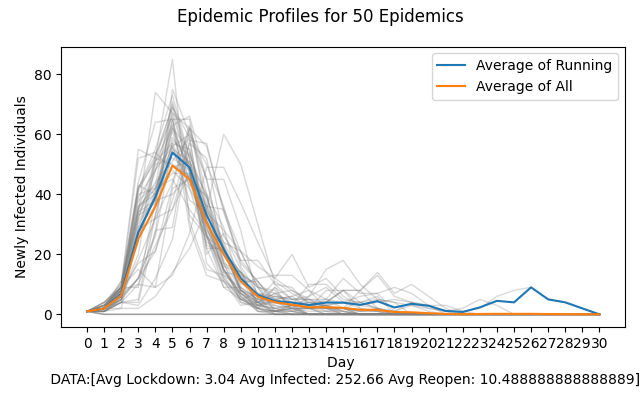 Epidemic Profiles for 50 Epidemics
Average of Running
Average of All
Newly Infected Individuals
80
60
40
20
0
0 1 2 3 4 5 6 7 8 9 10 11 12 13 14 15 16 17 18 19 20 21 22 23 24 25 26 27 28 29 30
Day
DATA:[Avg Lockdown: 3.04 Avg Infected: 252.66 Avg Reopen: 10.488888888888889]